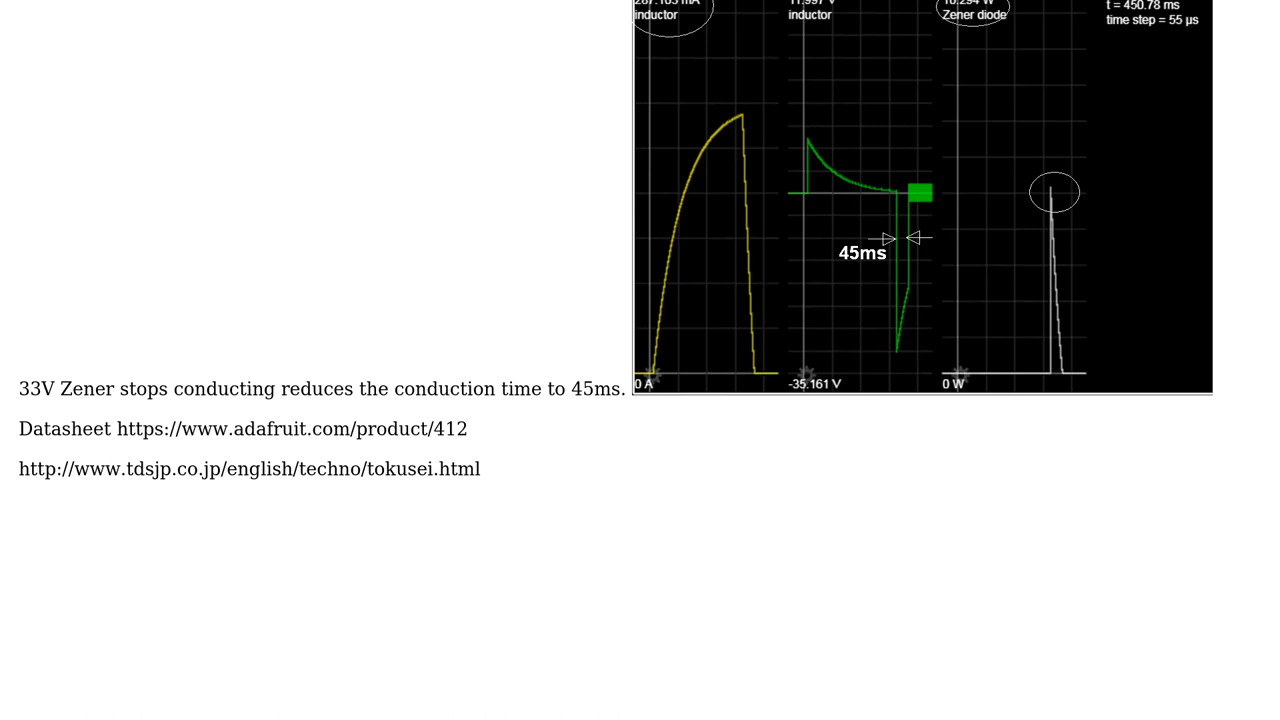 inductor
inductor
Zener diode
t = 450.78 ms
time step = 55 µs
45ms
0 A
-35.161 V
0 W
33V Zener stops conducting reduces the conduction time to 45ms.
Datasheet https://www.adafruit.com/product/412
http://www.tdsjp.co.jp/english/techno/tokusei.html